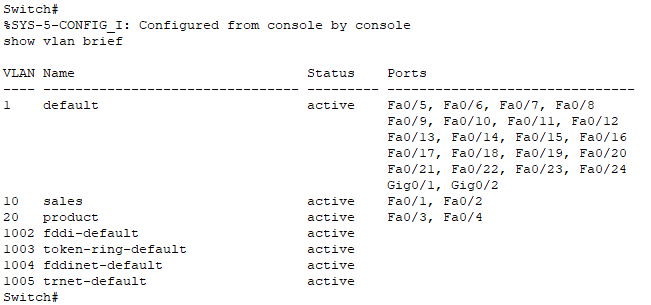 Switch#
%SYS-5-CONFIG_I: Configured from console by console
show vlan brief
VLAN Name                             Status    Ports
---- -------------------------------- --------- -------------------------------
1    default                          active    Fa0/5, Fa0/6, Fa0/7, Fa0/8
                                                Fa0/9, Fa0/10, Fa0/11, Fa0/12
                                                Fa0/13, Fa0/14, Fa0/15, Fa0/16
                                                Fa0/17, Fa0/18, Fa0/19, Fa0/20
                                                Fa0/21, Fa0/22, Fa0/23, Fa0/24
                                                Gig0/1, Gig0/2
10   sales                            active    Fa0/1, Fa0/2
20   product                          active    Fa0/3, Fa0/4
1002 fddi-default                     active
1003 token-ring-default               active
1004 fddinet-default                  active
1005 trnet-default                    active
Switch#